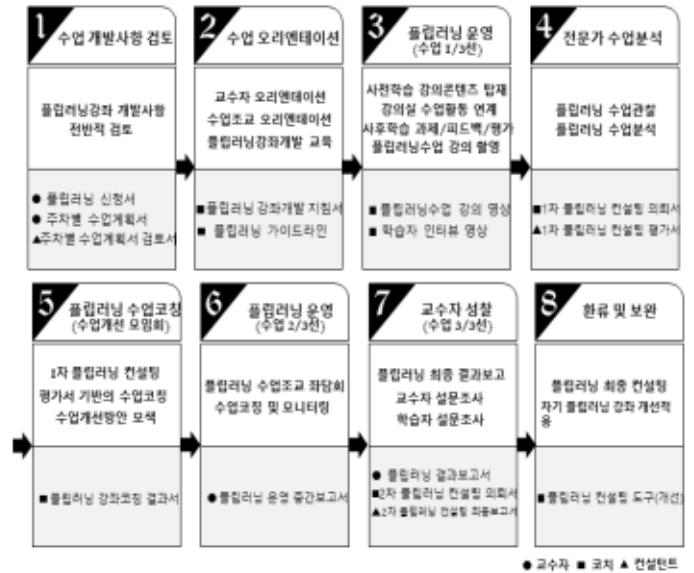 1 수업 개발사항 검토
플립러닝강좌 개발사항
전반적 검토
● 플립러닝 신청서
● 주차별 수업계획서
▲주차별 수업계획서 검토서
2 수업 오리엔테이션
교수자 오리엔테이션
수업조교 오리엔테이션
플립러닝강좌개발 교육
■플립러닝 강좌개발 지침서
■ 플립러닝 가이드라인
3 플립러닝 운영
(수업 1/3선)
사전학습 강의콘텐츠 탑재
강의실 수업활동 연계
사후학습 과제/피드백/평가
플립러닝수업 강의 촬영
■ 플립러닝수업 강의 영상
■ 학습자 인터뷰 영상
4 전문가 수업분석
플립러닝 수업관찰
플립러닝 수업분석
■1차 플립러닝 컨설팅 의뢰서
▲1차 플립러닝 컨설팅 평가서
5 플립러닝 수업코칭
(수업개선 모임회)
1차 플립러닝 컨설팅
평가서 기반의 수업코칭
수업개선방안 모색
■플립러닝 강좌코칭 결과서
6 플립러닝 운영
(수업 2/3선)
플립러닝 수업조교 좌담회
수업코칭 및 모니터링
●플립러닝 운영 중간보고서
7 교수자 성찰
(수업 3/3선)
플립러닝 최종 결과보고
교수자 설문조사
학습자 설문조사
● 플립러닝 결과보고서
■2차 플립러닝 컨설팅 의뢰서
▲2차 플립러닝 컨설팅 최종보고서
8 환류 및 보완
플립러닝 최종 컨설팅
자기 플립러닝 강좌 개선적
용
■플립러닝 컨설팅 도구(개선)
● 교수자 ■ 코치 ▲ 컨설턴트